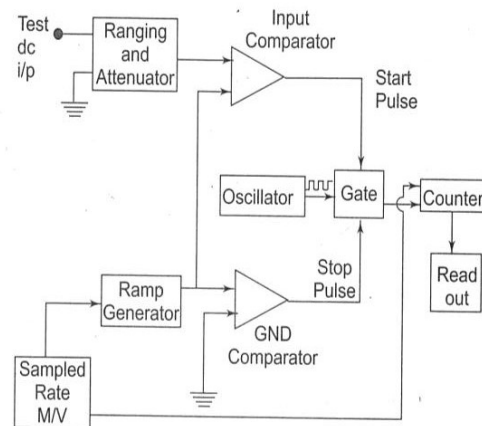 Test
dc
i/p
Ranging
and
Attenuator
Input
Comparator
Start
Pulse
Oscillator
Gate
Counter
Ramp
Generator
Stop
Pulse
GND
Comparator
Read
out
Sampled
Rate
M/V